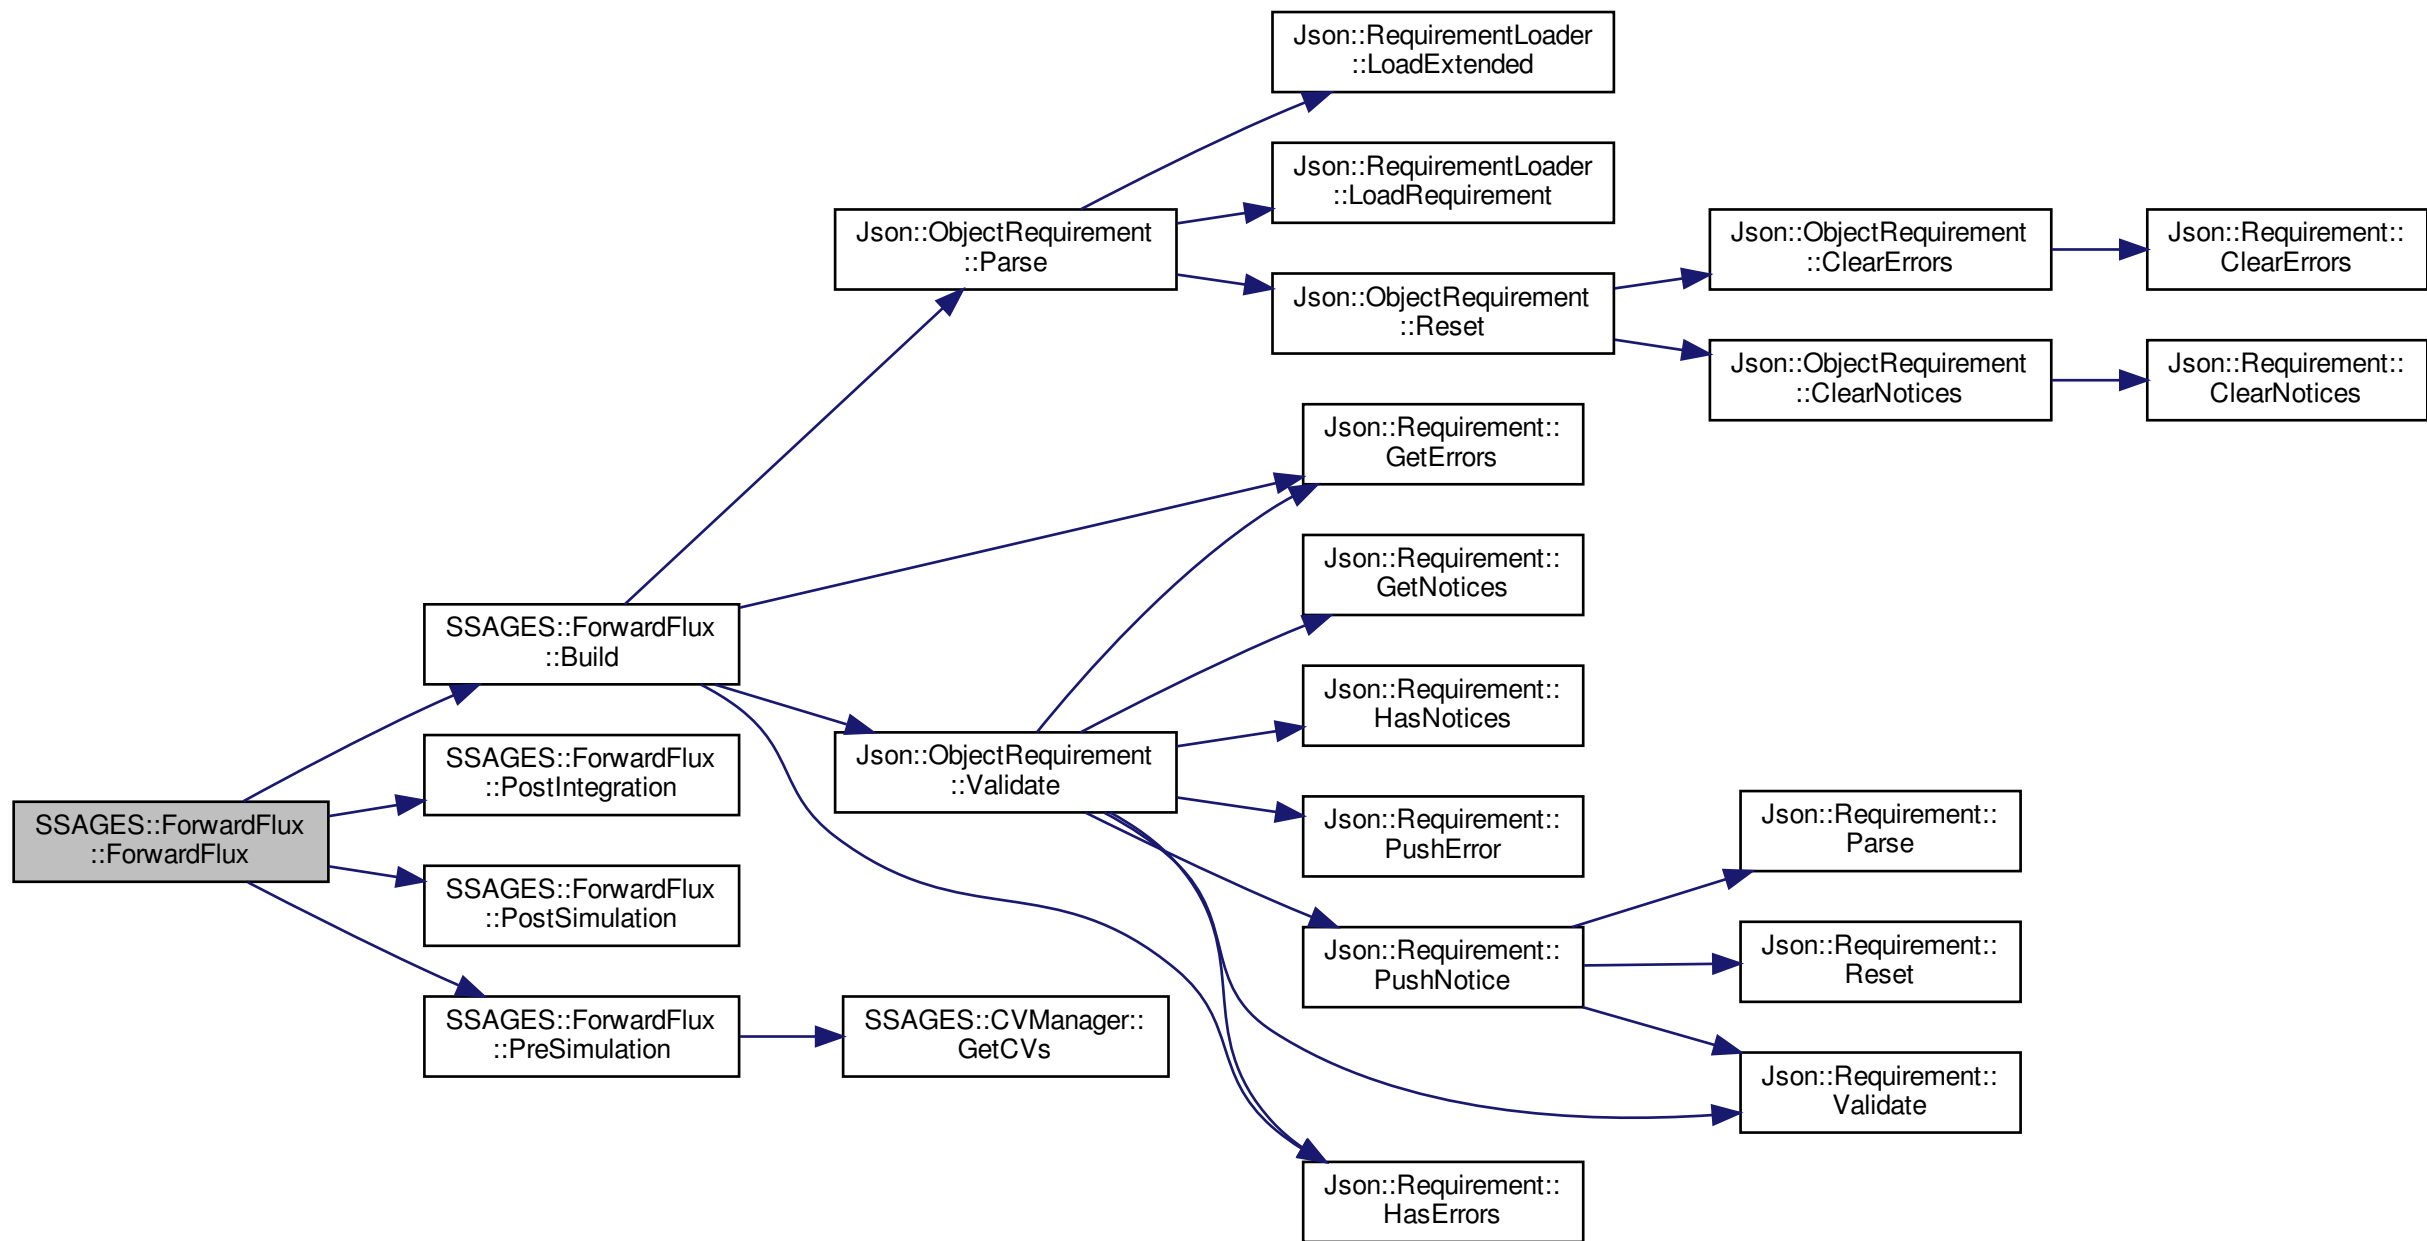 Json::RequirementLoader
::LoadExtended
Json::RequirementLoader
::LoadRequirement
Json::ObjectRequirement
::Parse
Json::ObjectRequirement
::Reset
Json::ObjectRequirement
::ClearErrors
Json::Requirement::
ClearErrors
Json::ObjectRequirement
::ClearNotices
Json::Requirement::
ClearNotices
Json::Requirement::
GetErrors
Json::Requirement::
GetNotices
SSAGES::ForwardFlux
::Build
Json::Requirement::
HasNotices
SSAGES::ForwardFlux
::PostIntegration
Json::ObjectRequirement
::Validate
Json::Requirement::
PushError
Json::Requirement::
Parse
SSAGES::ForwardFlux
::ForwardFlux
SSAGES::ForwardFlux
::PostSimulation
Json::Requirement::
PushNotice
Json::Requirement::
Reset
SSAGES::ForwardFlux
::PreSimulation
SSAGES::CVManager::
GetCVs
Json::Requirement::
Validate
Json::Requirement::
HasErrors